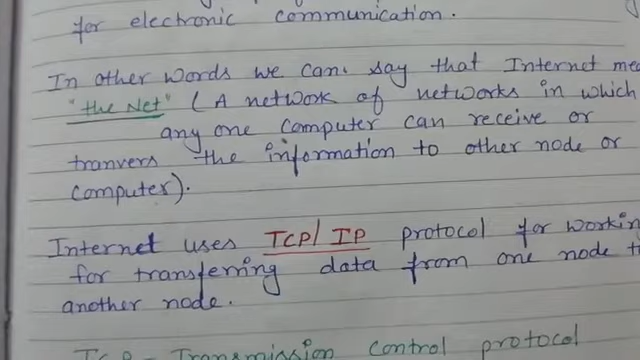 for electronic communication.
In other words we can say that Internet mea
"the Net" (A network of networks in which
any one computer can receive or
tranvers the information to other node or
computer).
Internet uses TCP/IP protocol for workin
for transferring data from one node t
another node.
TCP - Transmission control protocol